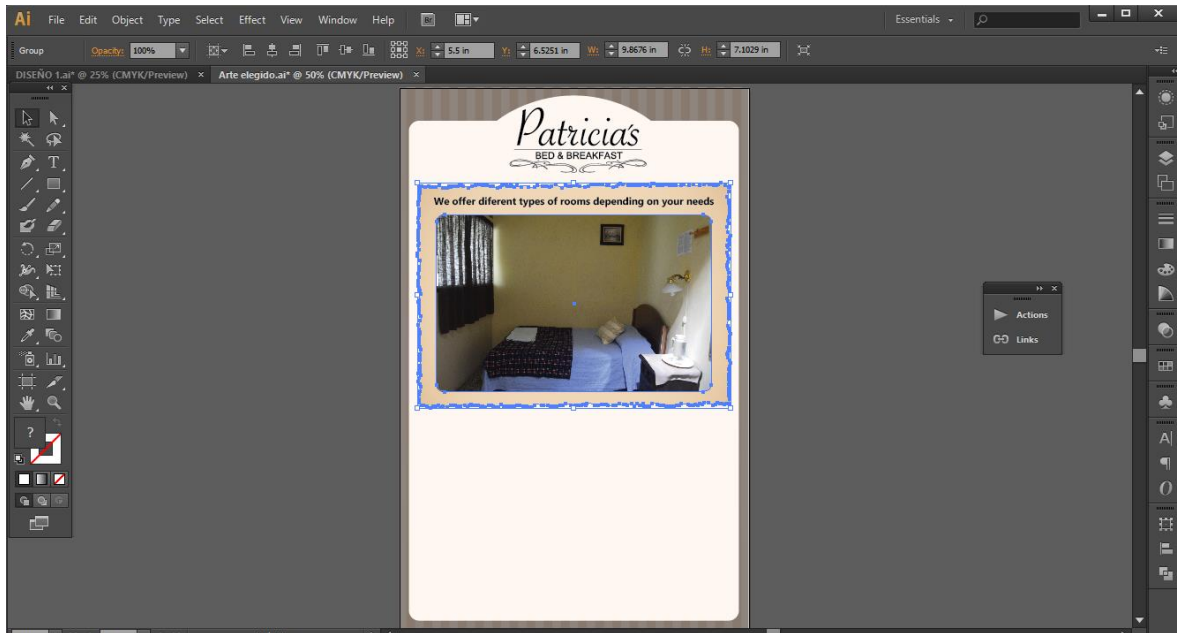 Ai File Edit Object Type Select Effect View Window Help Br Essentials
Group Opacity: 100% X: 5.5 in Y: 6.5251 in W: 9.8676 in H: 7.1029 in
DISEÑO 1.ai* @ 25% (CMYK/Preview) × Arte elegido.ai* @ 50% (CMYK/Preview) ×
Patricia's
BED & BREAKFAST
We offer diferent types of rooms depending on your needs
Actions
Links